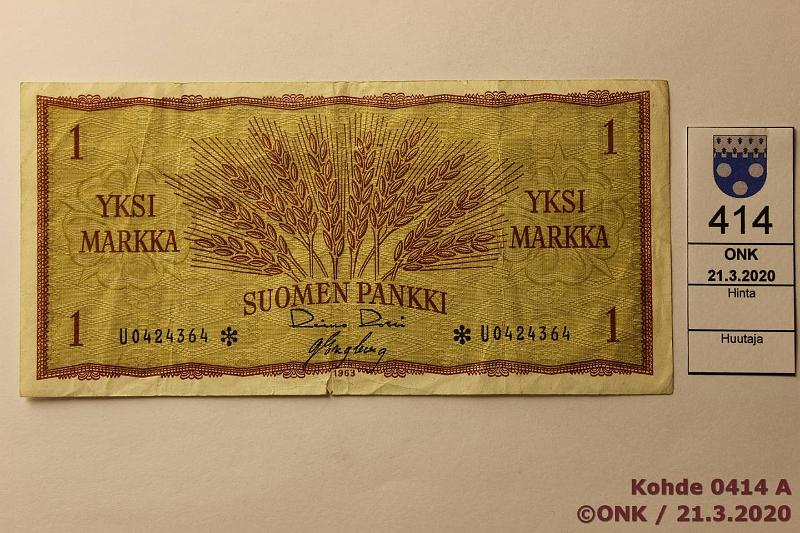 1
1
YKSI
MARKKA
YKSI
MARKKA
SUOMEN PANKKI
1
U0424364 *
* U0424364
1
1963
414
ONK
21.3.2020
Hinta
Huutaja
Kohde 0414 A
©ONK / 21.3.2020